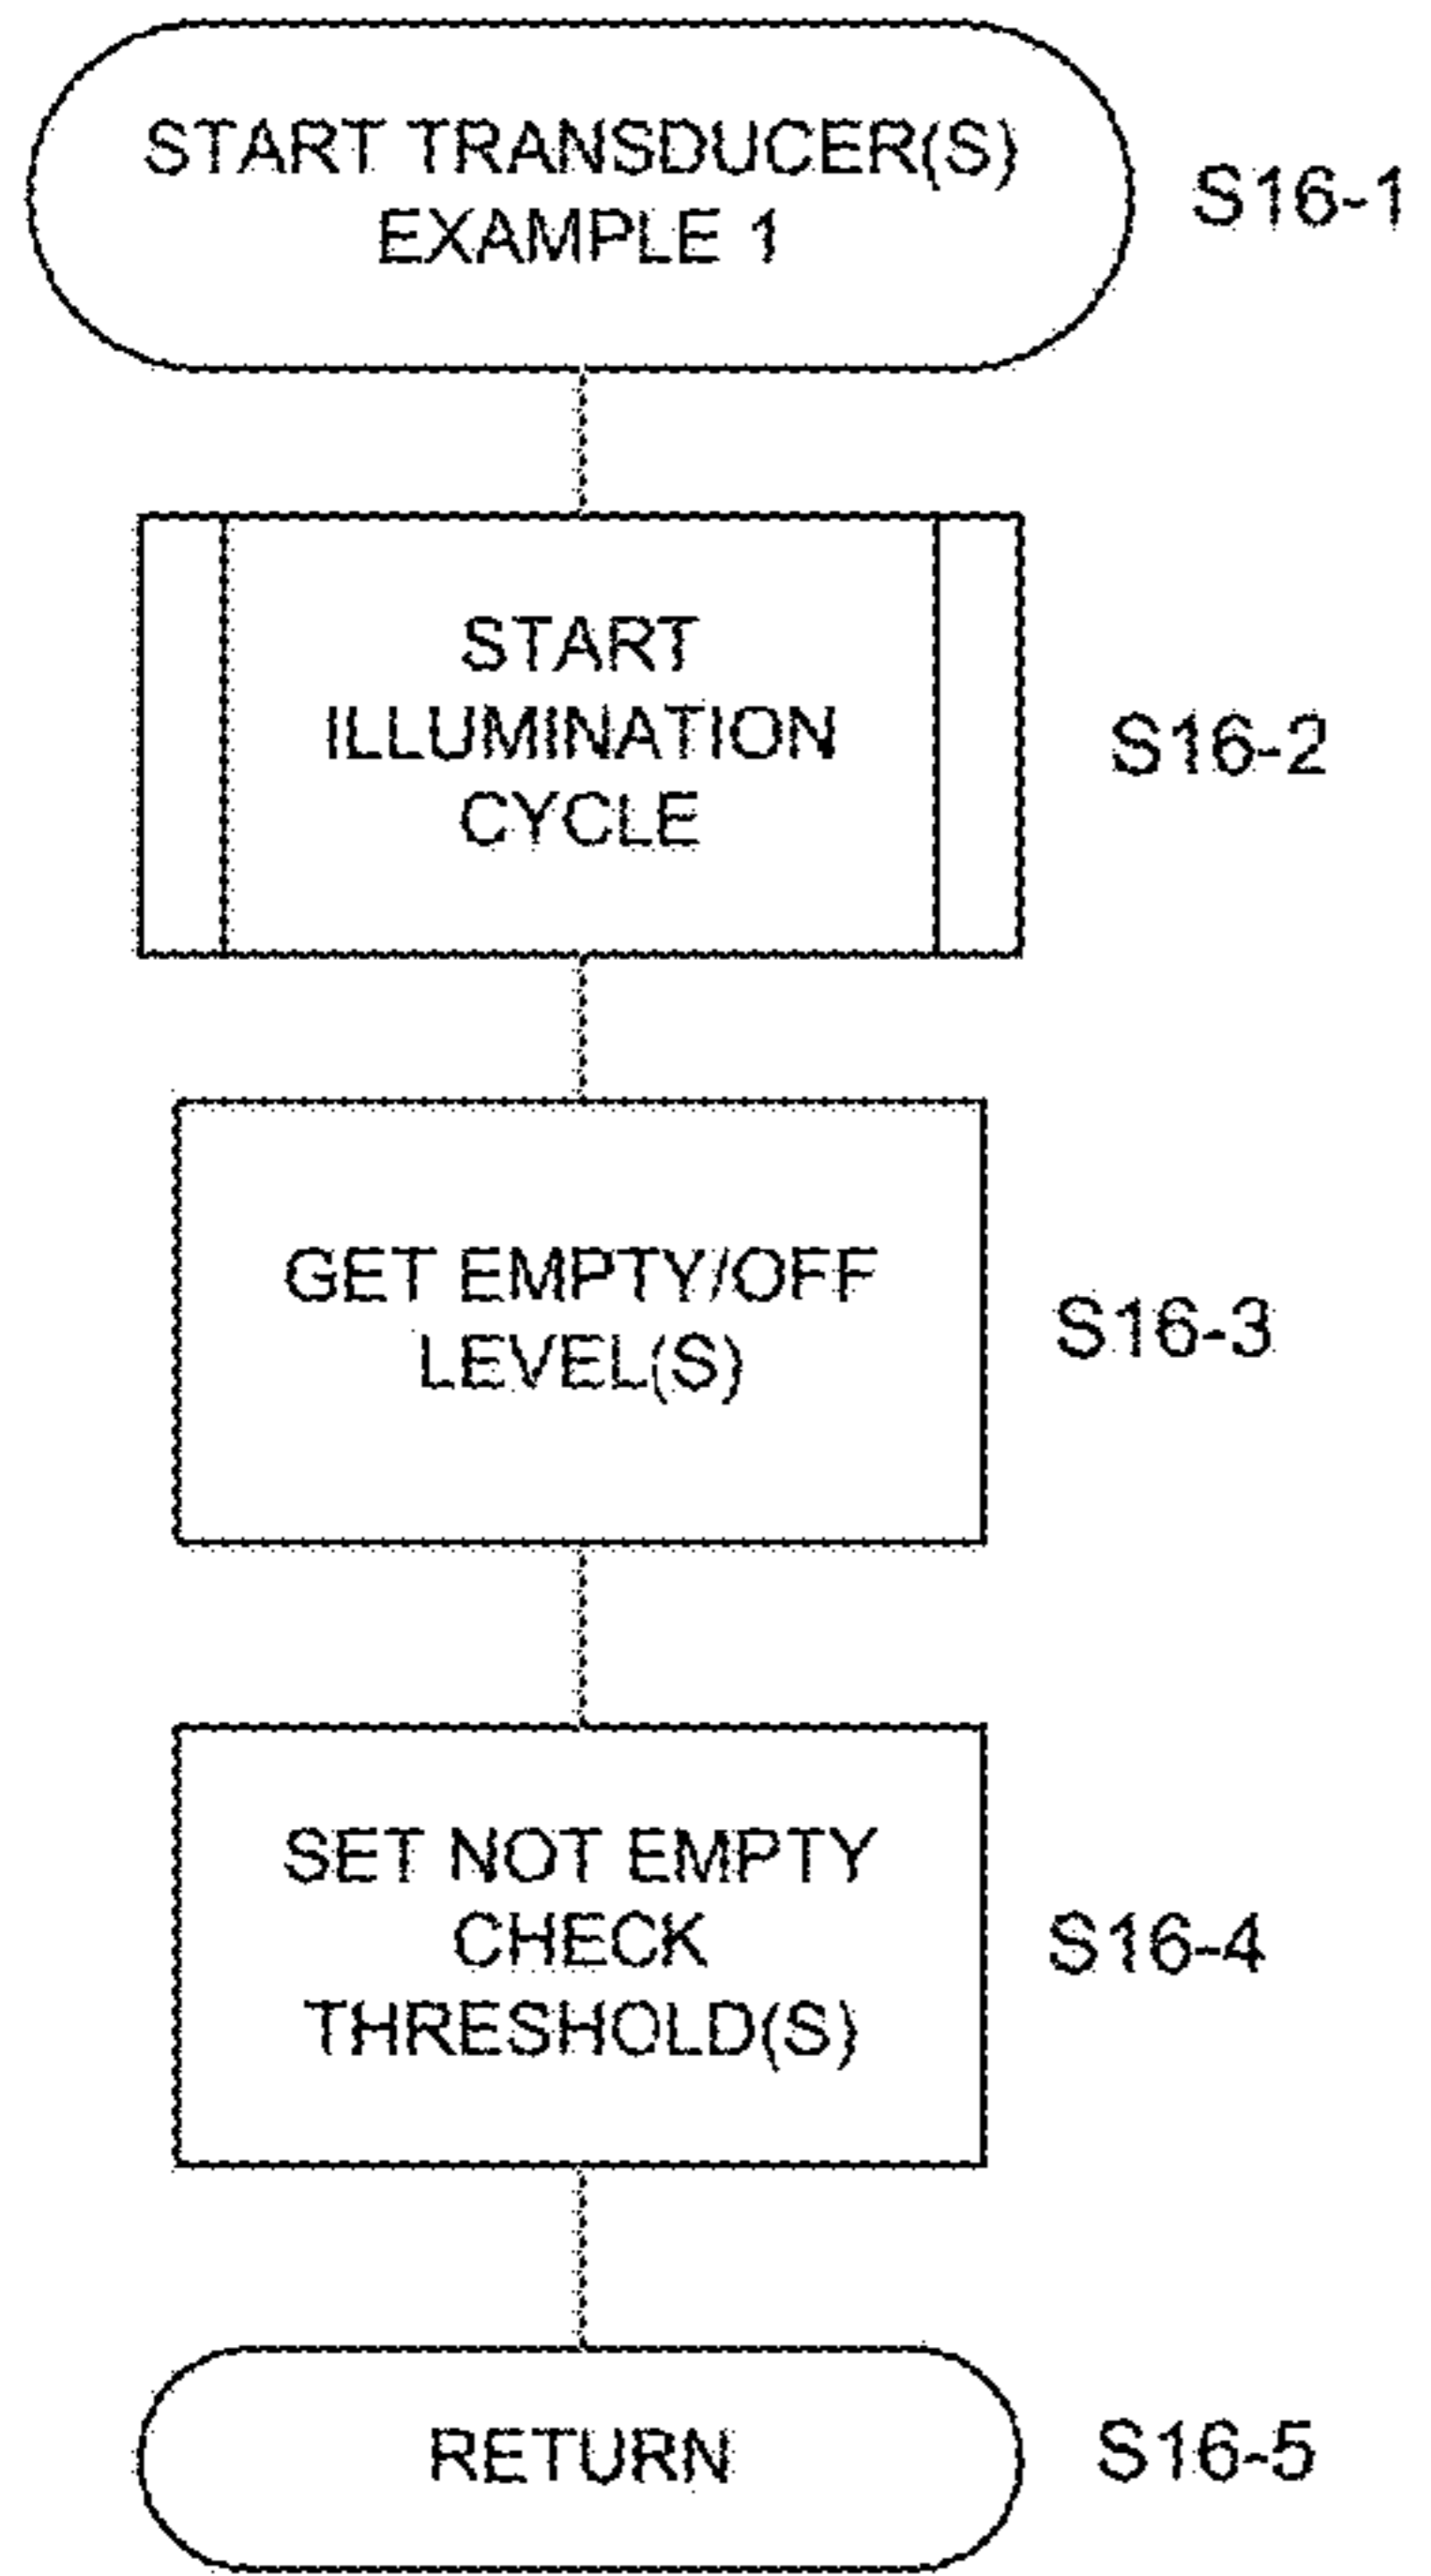 START TRANSDUCER(S)
EXAMPLE 1
S16-1
START
ILLUMINATION
CYCLE
S16-2
GET EMPTY/OFF
LEVEL(S)
S16-3
SET NOT EMPTY
CHECK
THRESHOLD(S)
S16-4
RETURN
S16-5